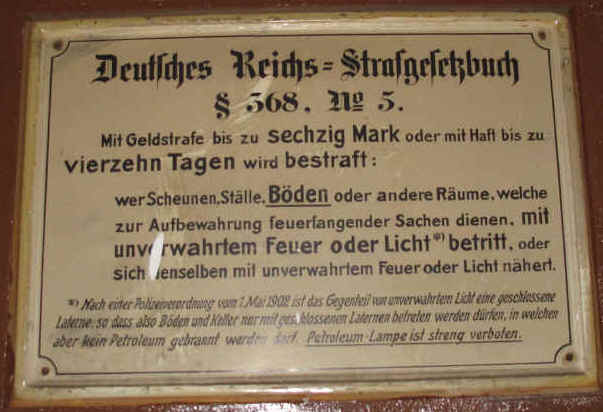 Deutsches Reichs=Strafgesetzbuch
§ 368. No 5.
Mit Geldstrafe bis zu sechzig Mark oder mit Haft bis zu
vierzehn Tagen wird bestraft:
wer Scheunen, Ställe, Böden oder andere Räume, welche
zur Aufbewahrung feuerfangender Sachen dienen, mit
unverwahrtem Feuer oder Licht*) betritt, oder
sich denselben mit unverwahrtem Feuer oder Licht nähert.
*) Nach einer Polizeiverordnung vom 1. Mai 1902 ist das Gegenteil von unverwahrtem Licht eine geschlossene
Laterne, so dass also Böden und Keller nur mit geschlossenen Laternen betreten werden dürfen, in welchen
aber kein Petroleum gebrannt werden darf. Petroleum-Lampe ist streng verboten.